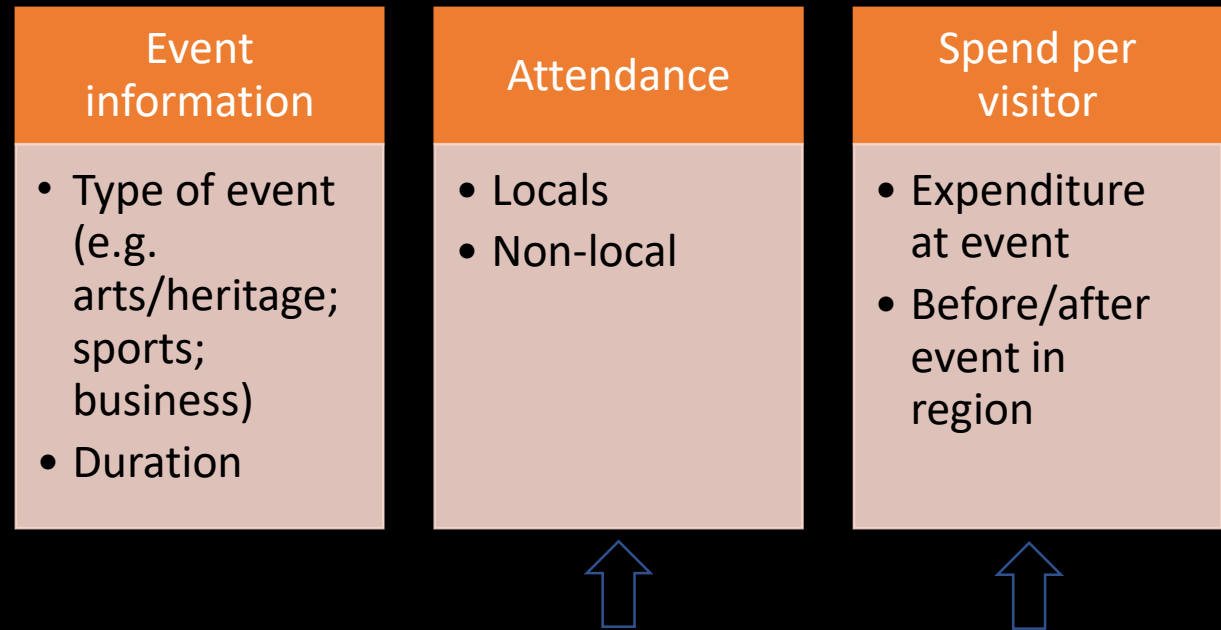 Event
information
• Type of event
(e.g.
arts/heritage;
sports;
business)
• Duration
Attendance
• Locals
• Non-local
Spend per
visitor
• Expenditure
at event
• Before/after
event in
region